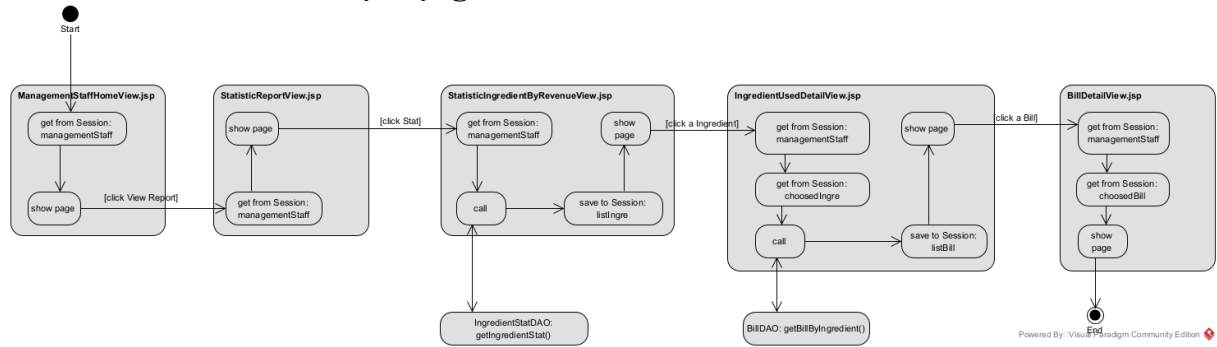 Start
ManagementStaffHomeView.jsp
get from Session:
managementStaff
show page
[click View Report]
StatisticReportView.jsp
show page
get from Session:
managementStaff
[click Stat]
StatisticIngredientByRevenueView.jsp
get from Session:
managementStaff
show
page
call
save to Session:
listIngre
IngredientStatDAO:
getIngredientStat()
[click a Ingredient]
IngredientUsedDetailView.jsp
get from Session:
managementStaff
show page
get from Session:
choosedIngre
call
save to Session:
listBill
BillDAO: getBillByIngredient()
[click a Bill]
BillDetailView.jsp
get from Session:
managementStaff
get from Session:
choosedBill
show
page
End
Powered By Visual Paradigm Community Edition